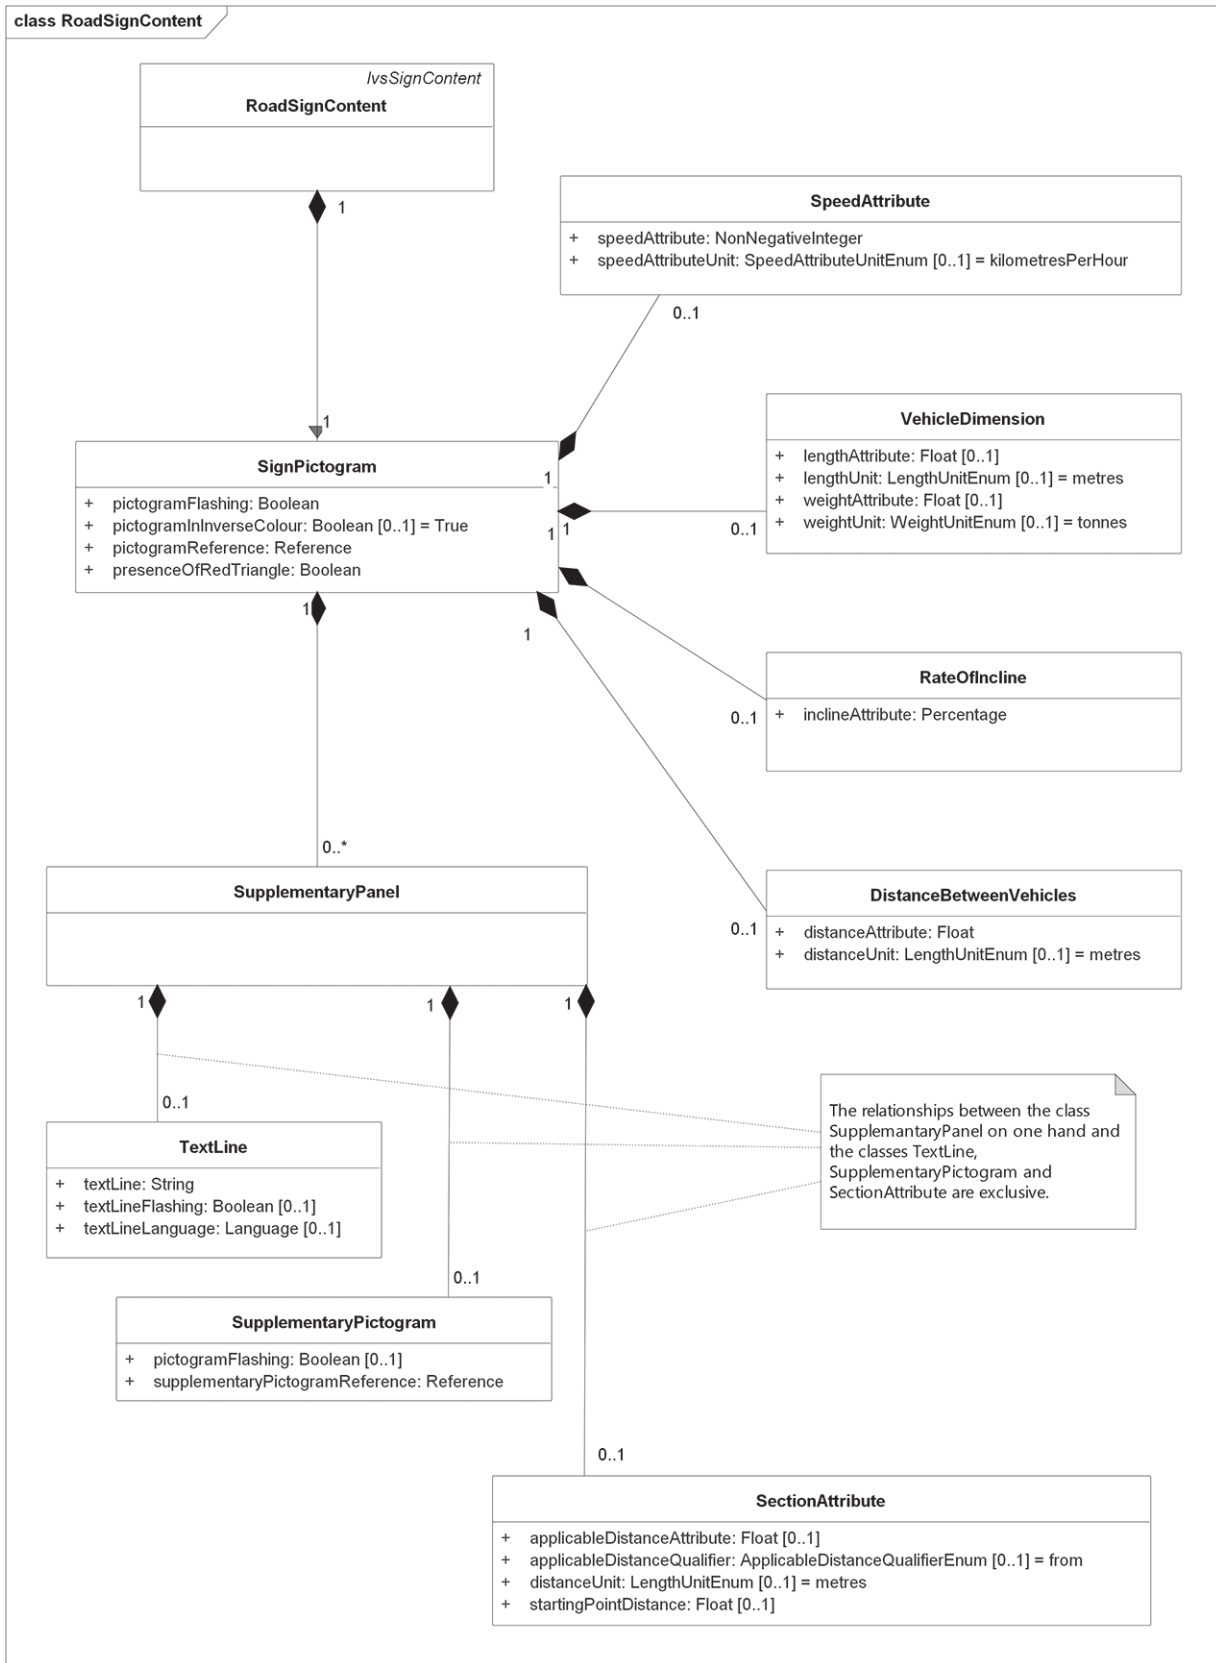 class RoadSignContent
IvsSignContent
RoadSignContent
1
SpeedAttribute
+ speedAttribute: NonNegativeInteger
+ speedAttributeUnit: SpeedAttributeUnitEnum [0..1] = kilometresPerHour
0..1
1
VehicleDimension
+ lengthAttribute: Float [0..1]
+ lengthUnit: LengthUnitEnum [0..1] = metres
+ weightAttribute: Float [0..1]
+ weightUnit: WeightUnitEnum [0..1] = tonnes
SignPictogram
+ pictogramFlashing: Boolean
+ pictogramInInverseColour: Boolean [0..1] = True
+ pictogramReference: Reference
+ presenceOfRedTriangle: Boolean
1
1
1
0..1
1
1
RateOfIncline
+ inclineAttribute: Percentage
0..1
0..*
SupplementaryPanel
DistanceBetweenVehicles
+ distanceAttribute: Float
+ distanceUnit: LengthUnitEnum [0..1] = metres
0..1
1
1
1
The relationships between the class
SupplemantaryPanel on one hand and
the classes TextLine,
SupplementaryPictogram and
SectionAttribute are exclusive.
0..1
TextLine
+ textLine: String
+ textLineFlashing: Boolean [0..1]
+ textLineLanguage: Language [0..1]
0..1
SupplementaryPictogram
+ pictogramFlashing: Boolean [0..1]
+ supplementaryPictogramReference: Reference
0..1
SectionAttribute
+ applicableDistanceAttribute: Float [0..1]
+ applicableDistanceQualifier: ApplicableDistanceQualifierEnum [0..1] = from
+ distanceUnit: LengthUnitEnum [0..1] = metres
+ startingPointDistance: Float [0..1]